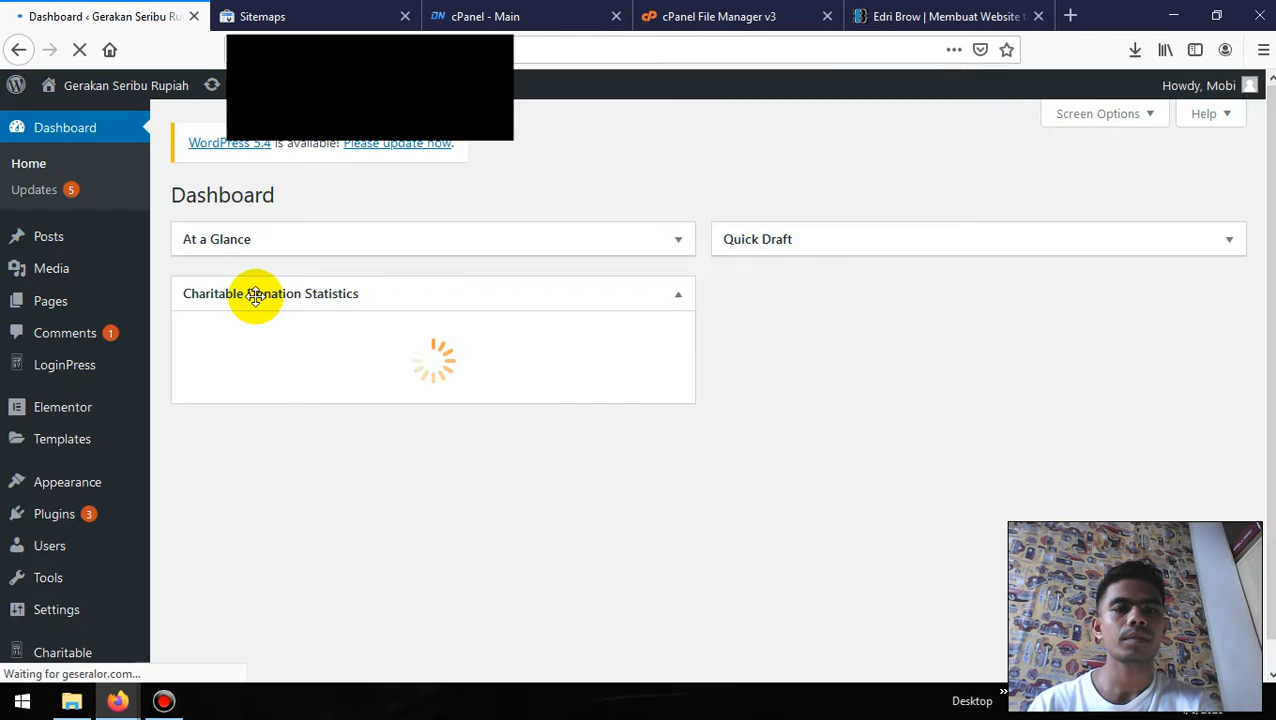 Dashboard ‹ Gerakan Seribu Ru
Sitemaps
cPanel - Main
cPanel File Manager v3
Edri Brow | Membuat Website
Gerakan Seribu Rupiah
Howdy, Mobi
Dashboard
Screen Options
Help
WordPress 5.4 is available! Please update now.
Home
Updates 5
Dashboard
Posts
At a Glance
Quick Draft
Media
Charitable Donation Statistics
Pages
Comments 1
LoginPress
Elementor
Templates
Appearance
Plugins 3
Users
Tools
Settings
Charitable
Waiting for geseralor.com...
Desktop